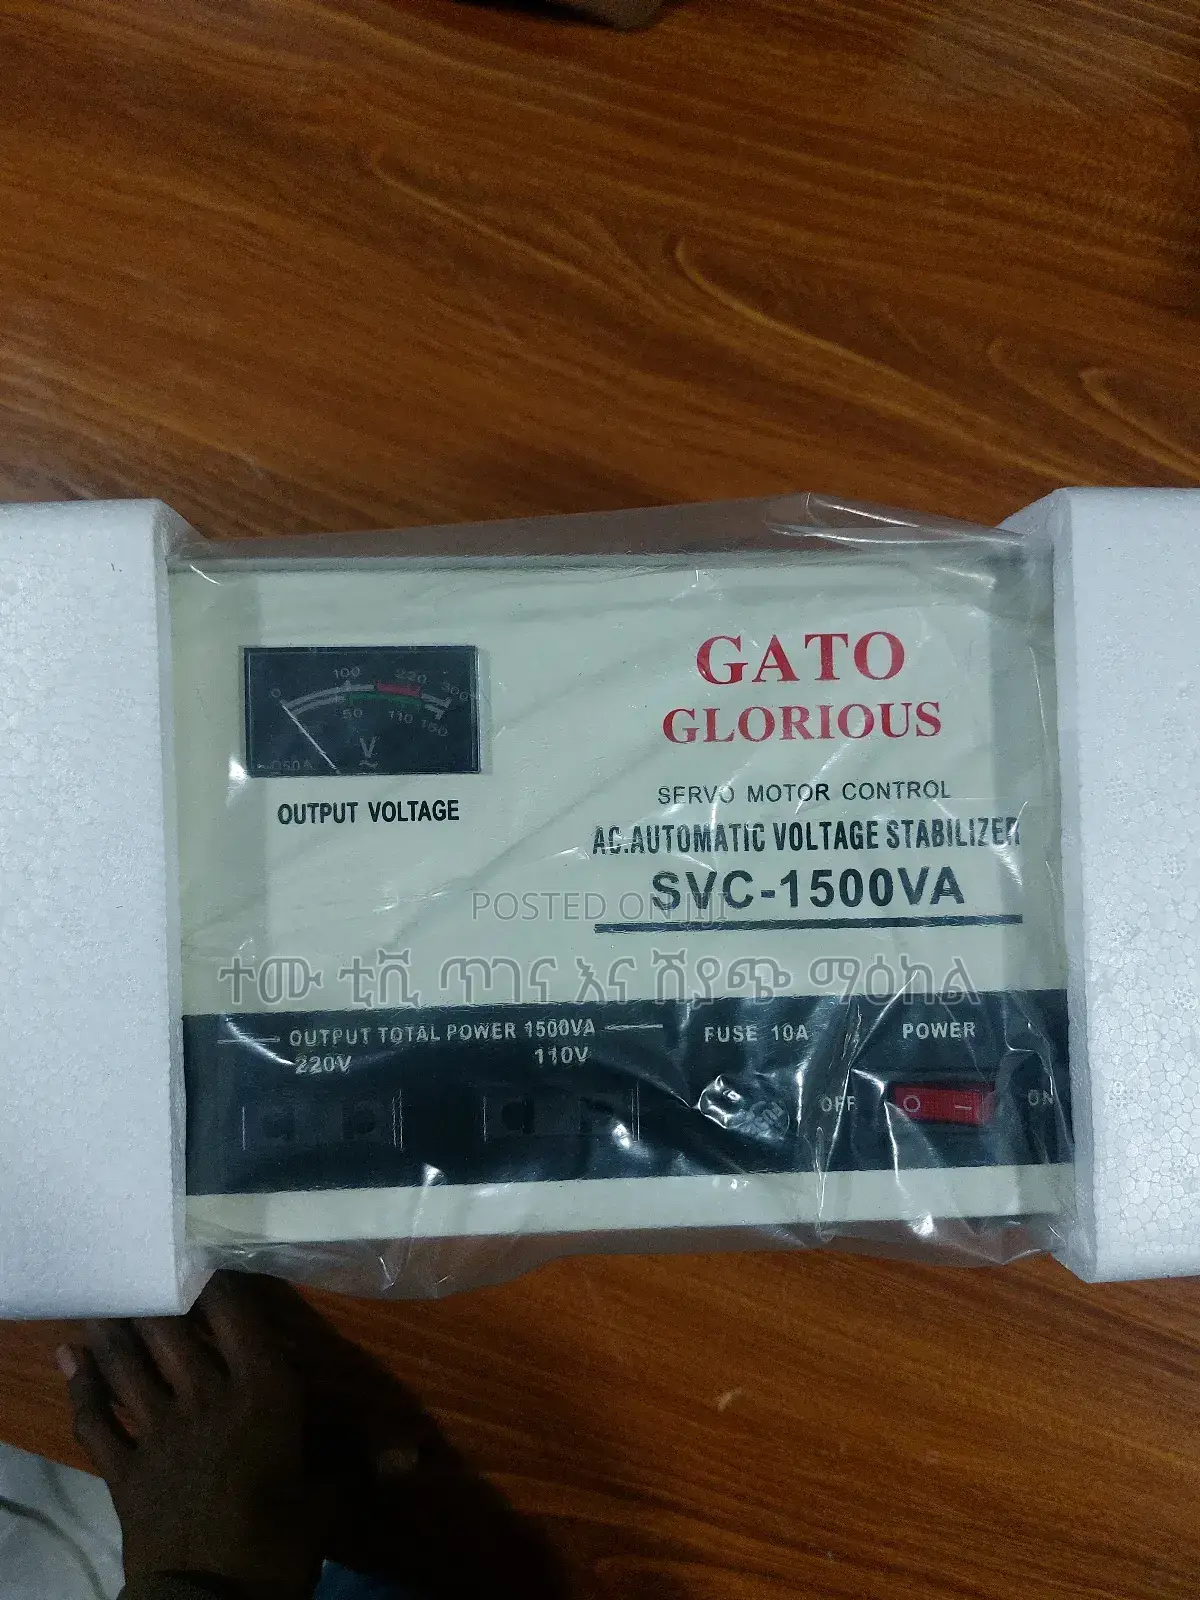 GATO
GLORIOUS
SERVO MOTOR CONTROL
AC.AUTOMATIC VOLTAGE STABILIZER
SVC-1500VA
0 100 220 300
50 110 150
V
~
OUTPUT VOLTAGE
POSTED ON JIJI
ተሙ ቲቪ ጥገና እና ሽያጭ ማዕከል
OUTPUT TOTAL POWER 1500VA
220V 110V
FUSE 10A
FUSE
POWER
OFF O I ON